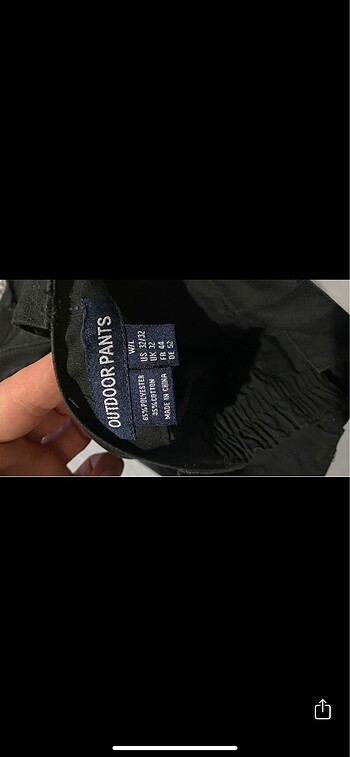 OUTDOOR PANTS
W/L
US 32/32
UK 32
FR 44
DE 52
65%POLYESTER
35%COTTON
MADE IN CHINA